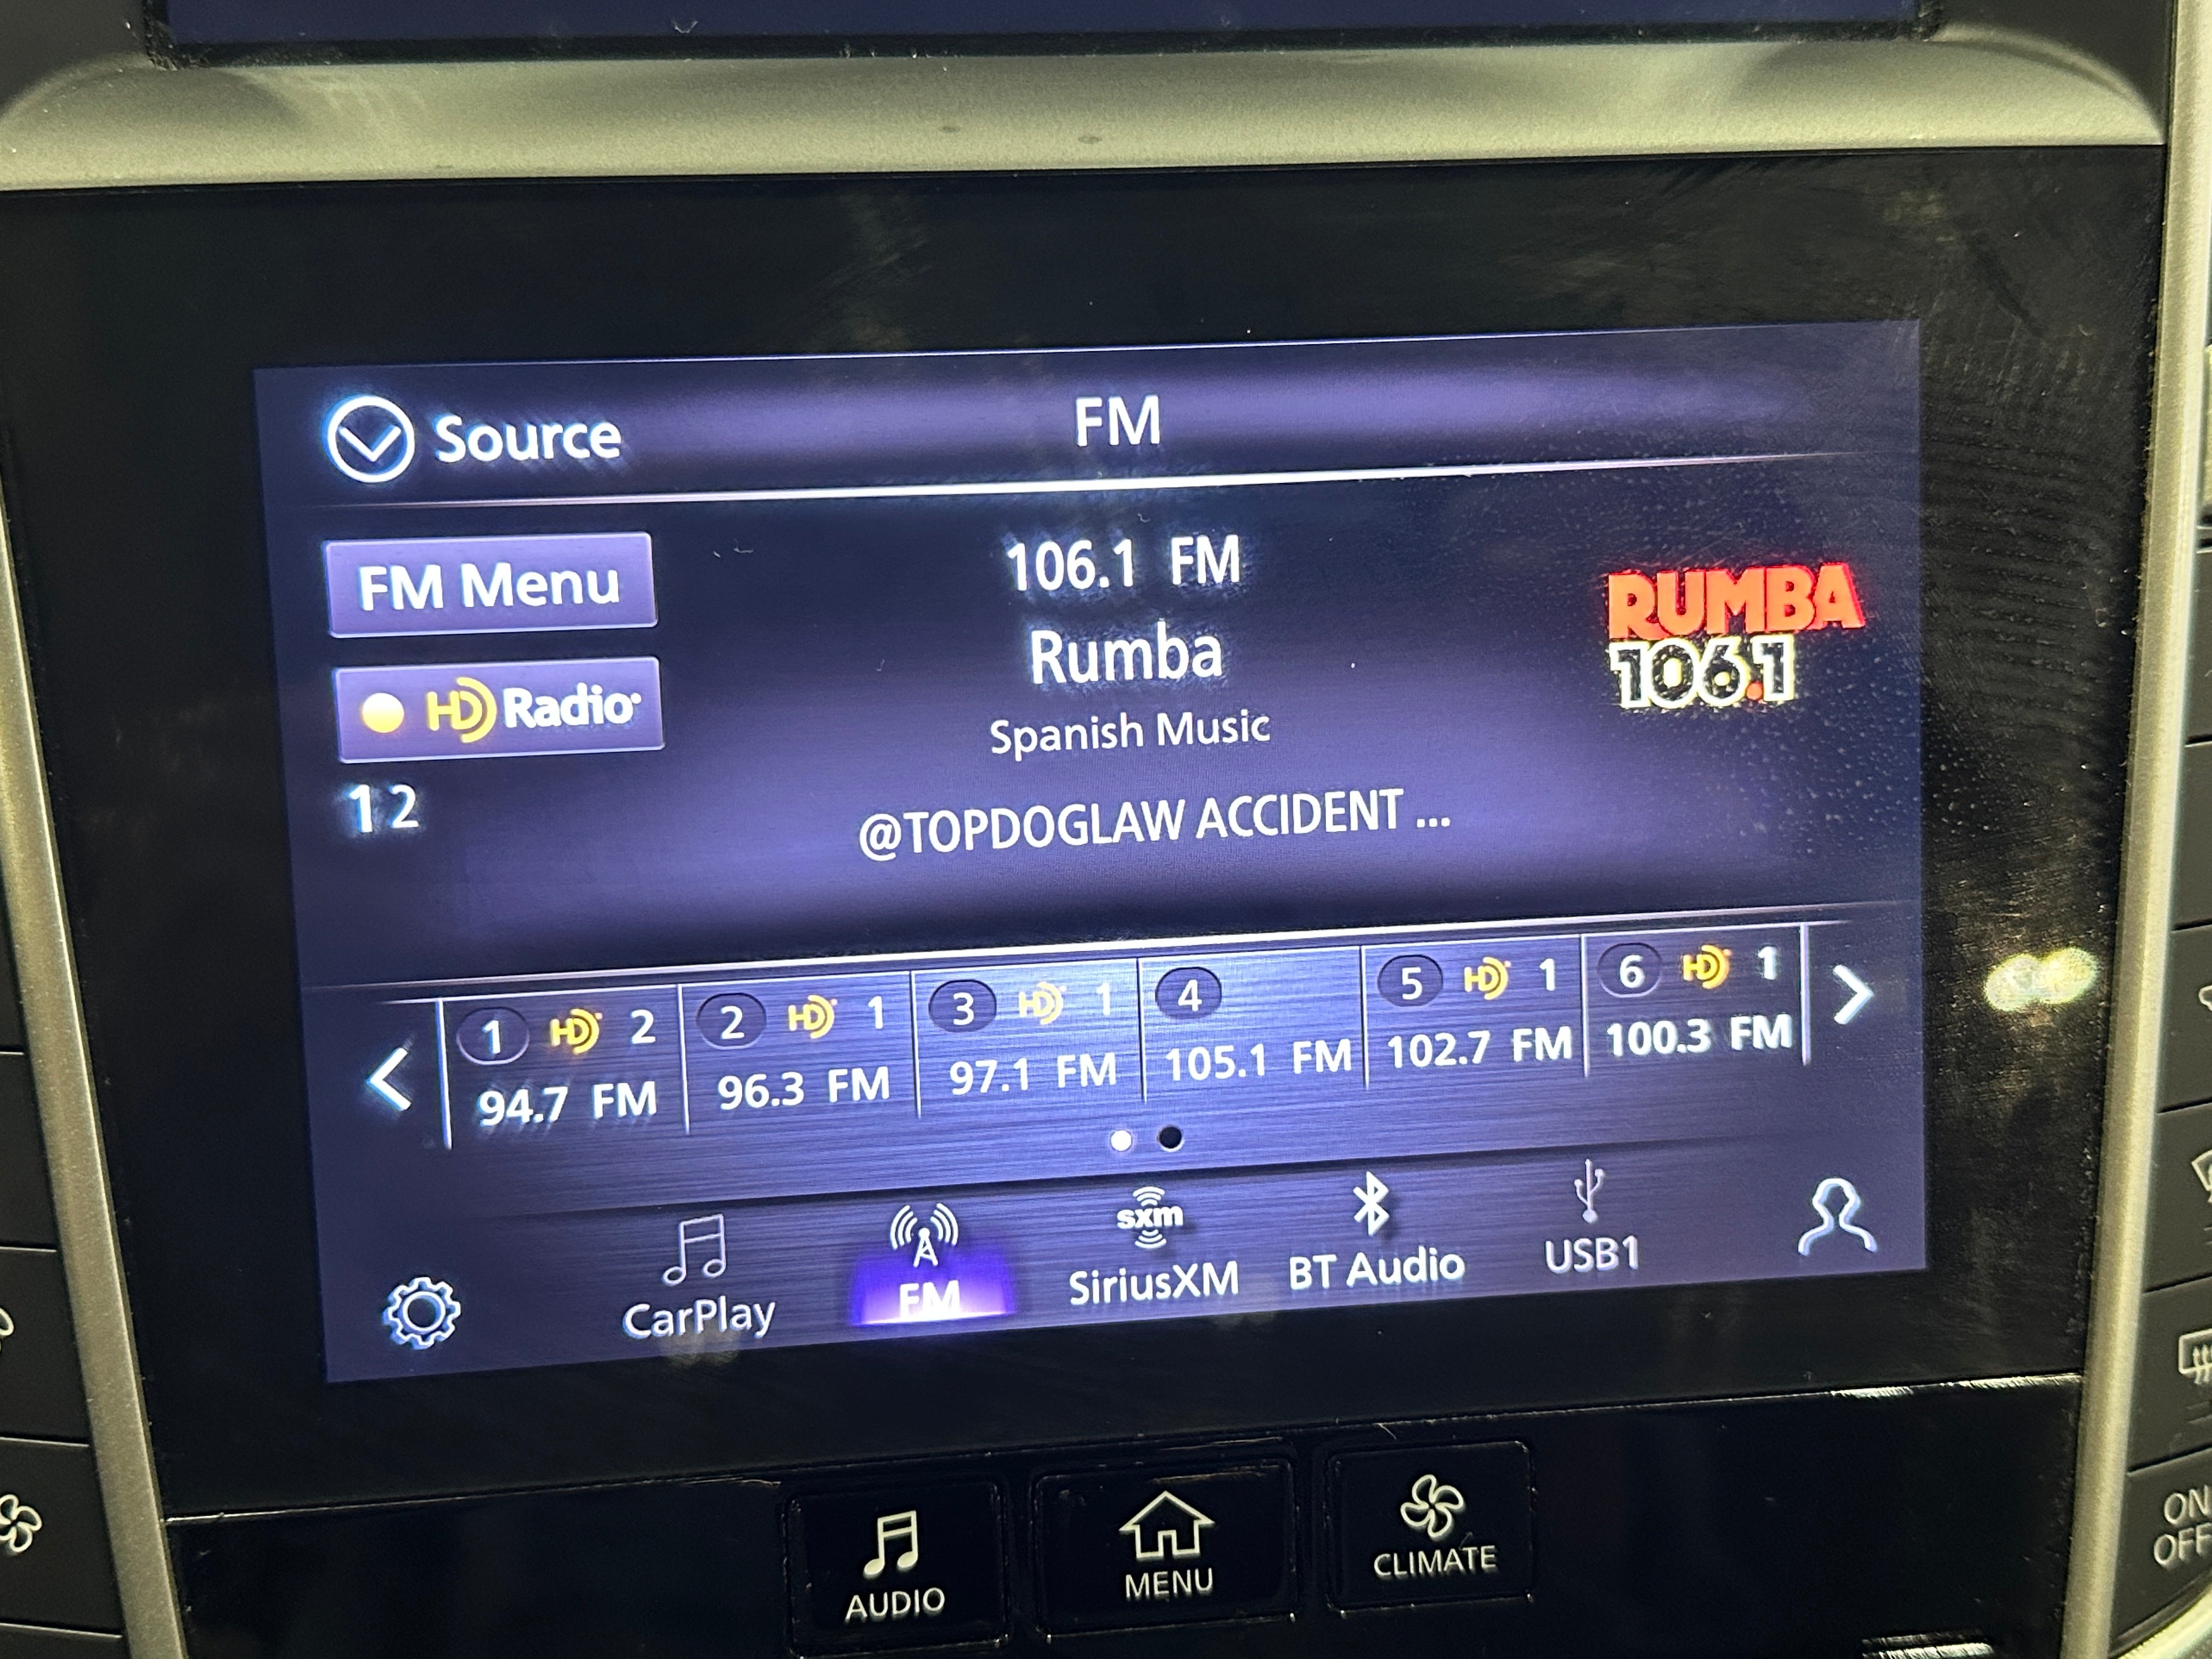 Source
FM
FM Menu
106.1 FM
Rumba
HD Radio
Spanish Music
RUMBA
106.1
1 2
@TOPDOGLAW ACCIDENT ...
1 HD 2
94.7 FM
2 HD 1
96.3 FM
3 HD 1
97.1 FM
4
105.1 FM
5 HD 1
102.7 FM
6 HD 1
100.3 FM
CarPlay
FM
sxm
SiriusXM
BT Audio
USB1
AUDIO
MENU
CLIMATE
ON
OFF